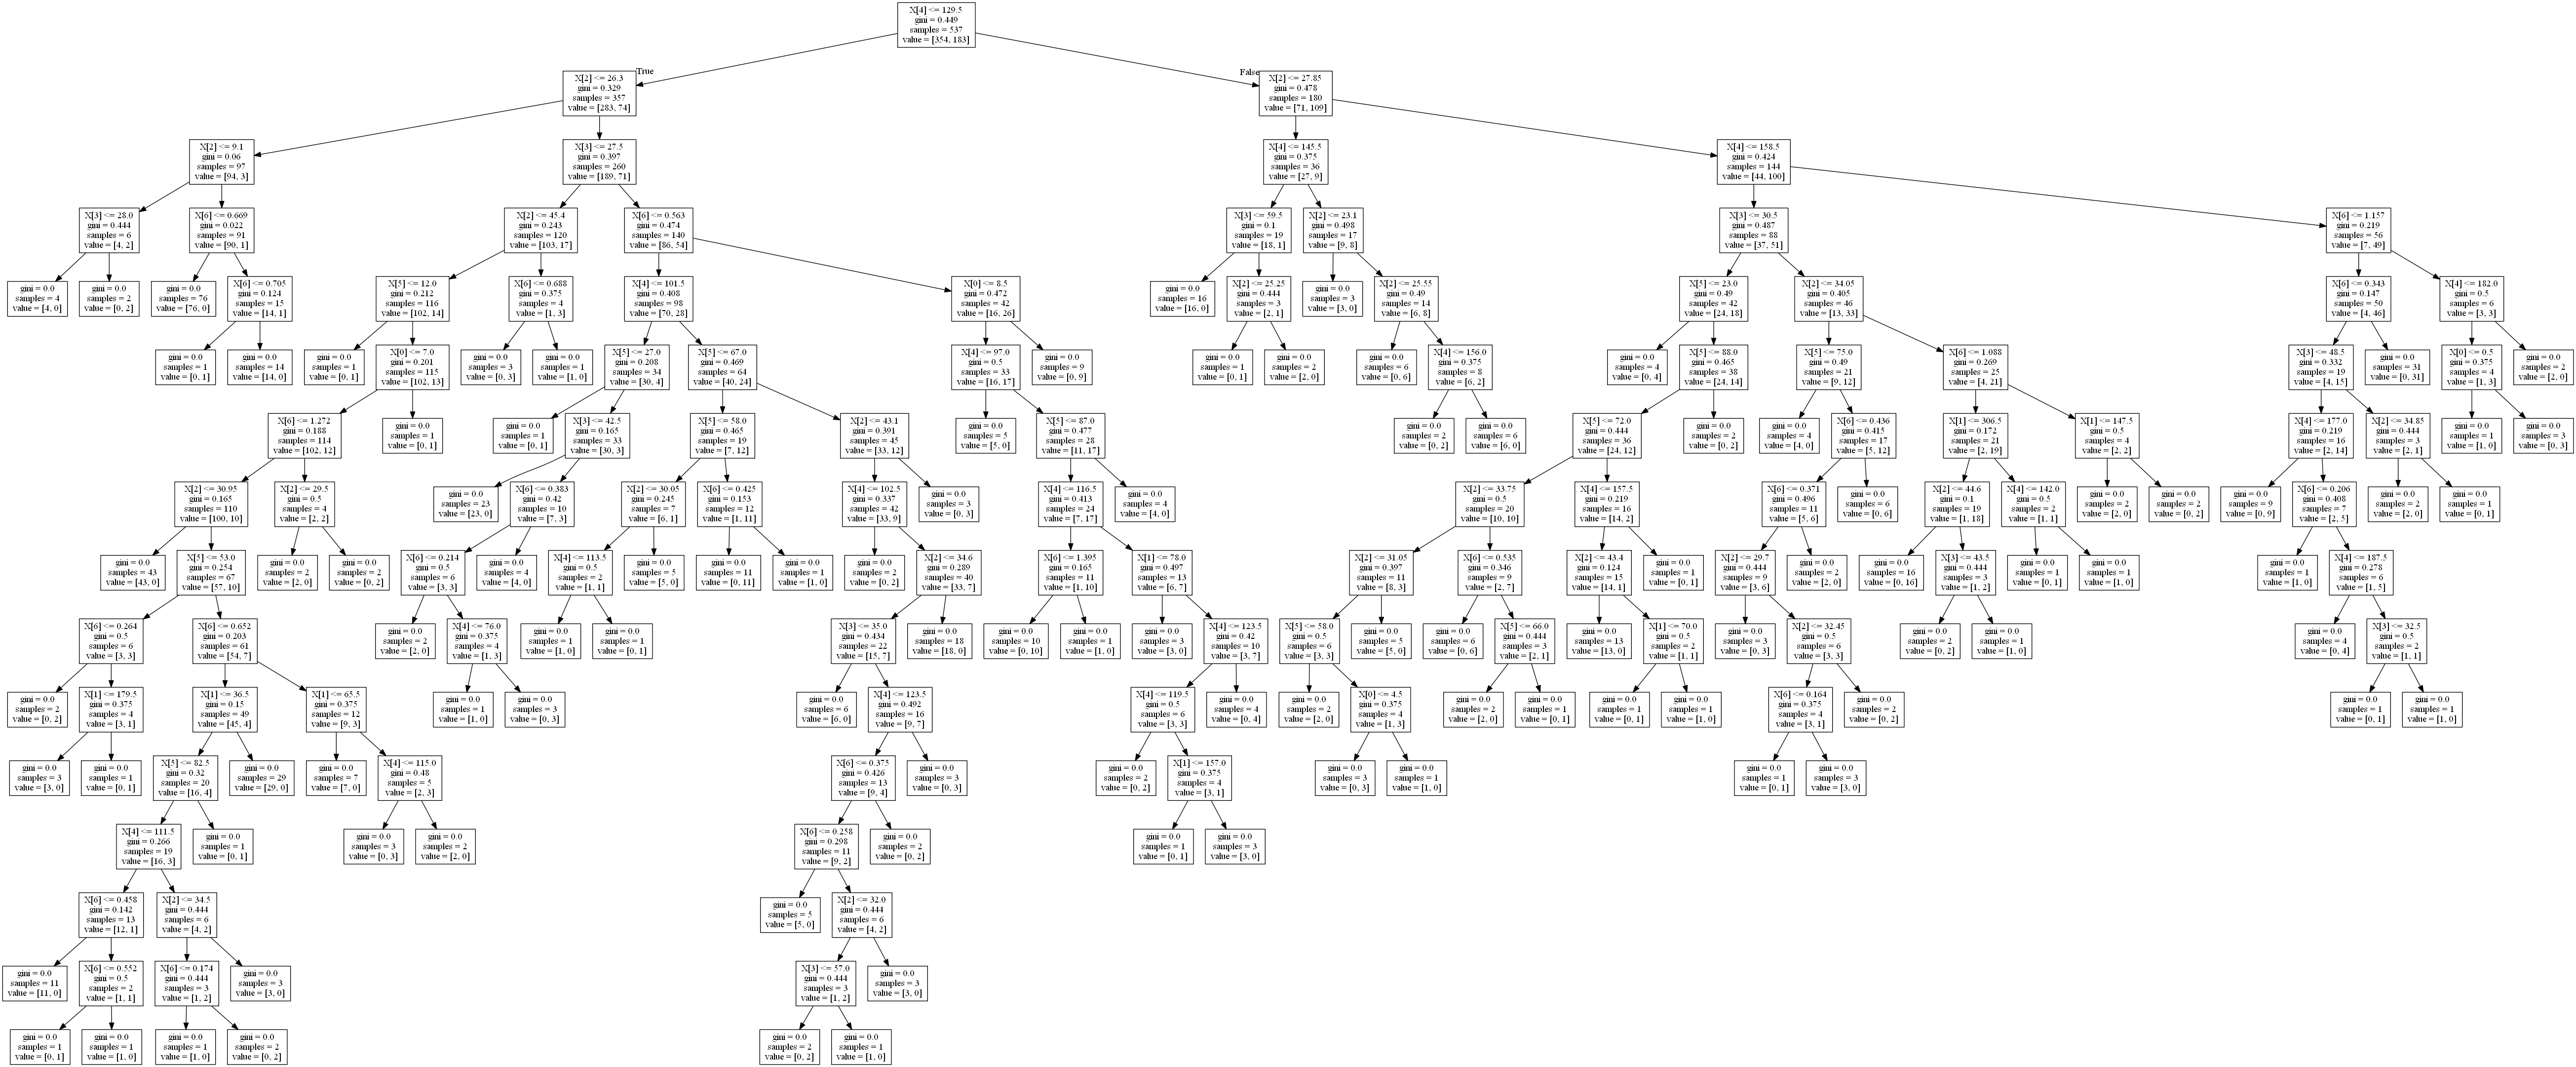 X[4] <= 129.5
gini = 0.449
samples = 537
value = [354, 183]
True
False
X[2] <= 26.3
gini = 0.329
samples = 357
value = [283, 74]
X[2] <= 27.85
gini = 0.478
samples = 180
value = [71, 109]
X[2] <= 9.1
gini = 0.06
samples = 97
value = [94, 3]
X[3] <= 27.5
gini = 0.397
samples = 260
value = [189, 71]
X[4] <= 145.5
gini = 0.375
samples = 36
value = [27, 9]
X[4] <= 158.5
gini = 0.424
samples = 144
value = [44, 100]
X[3] <= 28.0
gini = 0.444
samples = 6
value = [4, 2]
X[6] <= 0.669
gini = 0.022
samples = 91
value = [90, 1]
X[2] <= 45.4
gini = 0.243
samples = 120
value = [103, 17]
X[6] <= 0.563
gini = 0.474
samples = 140
value = [86, 54]
X[3] <= 59.5
gini = 0.1
samples = 19
value = [18, 1]
X[2] <= 23.1
gini = 0.498
samples = 17
value = [9, 8]
X[3] <= 30.5
gini = 0.487
samples = 88
value = [37, 51]
X[6] <= 1.157
gini = 0.219
samples = 56
value = [7, 49]
gini = 0.0
samples = 4
value = [4, 0]
gini = 0.0
samples = 2
value = [0, 2]
gini = 0.0
samples = 76
value = [76, 0]
X[6] <= 0.705
gini = 0.124
samples = 15
value = [14, 1]
X[5] <= 12.0
gini = 0.212
samples = 116
value = [102, 14]
X[6] <= 0.688
gini = 0.375
samples = 4
value = [1, 3]
X[4] <= 101.5
gini = 0.408
samples = 98
value = [70, 28]
X[0] <= 8.5
gini = 0.472
samples = 42
value = [16, 26]
gini = 0.0
samples = 16
value = [16, 0]
X[2] <= 25.25
gini = 0.444
samples = 3
value = [2, 1]
gini = 0.0
samples = 3
value = [3, 0]
X[2] <= 25.55
gini = 0.49
samples = 14
value = [6, 8]
X[5] <= 23.0
gini = 0.49
samples = 42
value = [24, 18]
X[2] <= 34.05
gini = 0.405
samples = 46
value = [13, 33]
X[6] <= 0.343
gini = 0.147
samples = 50
value = [4, 46]
X[4] <= 182.0
gini = 0.5
samples = 6
value = [3, 3]
gini = 0.0
samples = 1
value = [0, 1]
gini = 0.0
samples = 14
value = [14, 0]
gini = 0.0
samples = 1
value = [0, 1]
X[0] <= 7.0
gini = 0.201
samples = 115
value = [102, 13]
gini = 0.0
samples = 3
value = [0, 3]
gini = 0.0
samples = 1
value = [1, 0]
X[5] <= 27.0
gini = 0.208
samples = 34
value = [30, 4]
X[5] <= 67.0
gini = 0.469
samples = 64
value = [40, 24]
X[4] <= 97.0
gini = 0.5
samples = 33
value = [16, 17]
gini = 0.0
samples = 9
value = [0, 9]
gini = 0.0
samples = 1
value = [0, 1]
gini = 0.0
samples = 2
value = [2, 0]
gini = 0.0
samples = 6
value = [0, 6]
X[4] <= 156.0
gini = 0.375
samples = 8
value = [6, 2]
gini = 0.0
samples = 4
value = [0, 4]
X[5] <= 88.0
gini = 0.465
samples = 38
value = [24, 14]
X[5] <= 75.0
gini = 0.49
samples = 21
value = [9, 12]
X[6] <= 1.088
gini = 0.269
samples = 25
value = [4, 21]
X[3] <= 48.5
gini = 0.332
samples = 19
value = [4, 15]
gini = 0.0
samples = 31
value = [0, 31]
X[0] <= 0.5
gini = 0.375
samples = 4
value = [1, 3]
gini = 0.0
samples = 2
value = [2, 0]
X[6] <= 1.272
gini = 0.188
samples = 114
value = [102, 12]
gini = 0.0
samples = 1
value = [0, 1]
gini = 0.0
samples = 1
value = [0, 1]
X[3] <= 42.5
gini = 0.165
samples = 33
value = [30, 3]
X[5] <= 58.0
gini = 0.465
samples = 19
value = [7, 12]
X[2] <= 43.1
gini = 0.391
samples = 45
value = [33, 12]
gini = 0.0
samples = 5
value = [5, 0]
X[5] <= 87.0
gini = 0.477
samples = 28
value = [11, 17]
gini = 0.0
samples = 2
value = [0, 2]
gini = 0.0
samples = 6
value = [6, 0]
X[5] <= 72.0
gini = 0.444
samples = 36
value = [24, 12]
gini = 0.0
samples = 2
value = [0, 2]
gini = 0.0
samples = 4
value = [4, 0]
X[6] <= 0.436
gini = 0.415
samples = 17
value = [5, 12]
X[1] <= 306.5
gini = 0.172
samples = 21
value = [2, 19]
X[1] <= 147.5
gini = 0.5
samples = 4
value = [2, 2]
X[4] <= 177.0
gini = 0.219
samples = 16
value = [2, 14]
X[2] <= 34.85
gini = 0.444
samples = 3
value = [2, 1]
gini = 0.0
samples = 1
value = [1, 0]
gini = 0.0
samples = 3
value = [0, 3]
X[2] <= 30.95
gini = 0.165
samples = 110
value = [100, 10]
X[2] <= 29.5
gini = 0.5
samples = 4
value = [2, 2]
gini = 0.0
samples = 23
value = [23, 0]
X[6] <= 0.383
gini = 0.42
samples = 10
value = [7, 3]
X[2] <= 30.05
gini = 0.245
samples = 7
value = [6, 1]
X[6] <= 0.425
gini = 0.153
samples = 12
value = [1, 11]
X[4] <= 102.5
gini = 0.337
samples = 42
value = [33, 9]
gini = 0.0
samples = 3
value = [0, 3]
X[4] <= 116.5
gini = 0.413
samples = 24
value = [7, 17]
gini = 0.0
samples = 4
value = [4, 0]
X[2] <= 33.75
gini = 0.5
samples = 20
value = [10, 10]
X[4] <= 157.5
gini = 0.219
samples = 16
value = [14, 2]
X[6] <= 0.371
gini = 0.496
samples = 11
value = [5, 6]
gini = 0.0
samples = 6
value = [0, 6]
X[2] <= 44.6
gini = 0.1
samples = 19
value = [1, 18]
X[4] <= 142.0
gini = 0.5
samples = 2
value = [1, 1]
gini = 0.0
samples = 2
value = [2, 0]
gini = 0.0
samples = 2
value = [0, 2]
gini = 0.0
samples = 9
value = [0, 9]
X[6] <= 0.206
gini = 0.408
samples = 7
value = [2, 5]
gini = 0.0
samples = 2
value = [2, 0]
gini = 0.0
samples = 1
value = [0, 1]
gini = 0.0
samples = 43
value = [43, 0]
X[5] <= 53.0
gini = 0.254
samples = 67
value = [57, 10]
gini = 0.0
samples = 2
value = [2, 0]
gini = 0.0
samples = 2
value = [0, 2]
X[6] <= 0.214
gini = 0.5
samples = 6
value = [3, 3]
gini = 0.0
samples = 4
value = [4, 0]
X[4] <= 113.5
gini = 0.5
samples = 2
value = [1, 1]
gini = 0.0
samples = 5
value = [5, 0]
gini = 0.0
samples = 11
value = [0, 11]
gini = 0.0
samples = 1
value = [1, 0]
gini = 0.0
samples = 2
value = [0, 2]
X[2] <= 34.6
gini = 0.289
samples = 40
value = [33, 7]
X[6] <= 1.395
gini = 0.165
samples = 11
value = [1, 10]
X[1] <= 78.0
gini = 0.497
samples = 13
value = [6, 7]
X[2] <= 31.05
gini = 0.397
samples = 11
value = [8, 3]
X[6] <= 0.535
gini = 0.346
samples = 9
value = [2, 7]
X[2] <= 43.4
gini = 0.124
samples = 15
value = [14, 1]
gini = 0.0
samples = 1
value = [0, 1]
X[2] <= 29.7
gini = 0.444
samples = 9
value = [3, 6]
gini = 0.0
samples = 2
value = [2, 0]
gini = 0.0
samples = 16
value = [0, 16]
X[3] <= 43.5
gini = 0.444
samples = 3
value = [1, 2]
gini = 0.0
samples = 1
value = [0, 1]
gini = 0.0
samples = 1
value = [1, 0]
gini = 0.0
samples = 1
value = [1, 0]
X[4] <= 187.5
gini = 0.278
samples = 6
value = [1, 5]
X[6] <= 0.264
gini = 0.5
samples = 6
value = [3, 3]
X[6] <= 0.652
gini = 0.203
samples = 61
value = [54, 7]
gini = 0.0
samples = 2
value = [2, 0]
X[4] <= 76.0
gini = 0.375
samples = 4
value = [1, 3]
gini = 0.0
samples = 1
value = [1, 0]
gini = 0.0
samples = 1
value = [0, 1]
X[3] <= 35.0
gini = 0.434
samples = 22
value = [15, 7]
gini = 0.0
samples = 18
value = [18, 0]
gini = 0.0
samples = 10
value = [0, 10]
gini = 0.0
samples = 1
value = [1, 0]
gini = 0.0
samples = 3
value = [3, 0]
X[4] <= 123.5
gini = 0.42
samples = 10
value = [3, 7]
X[5] <= 58.0
gini = 0.5
samples = 6
value = [3, 3]
gini = 0.0
samples = 5
value = [5, 0]
gini = 0.0
samples = 6
value = [0, 6]
X[5] <= 66.0
gini = 0.444
samples = 3
value = [2, 1]
gini = 0.0
samples = 13
value = [13, 0]
X[1] <= 70.0
gini = 0.5
samples = 2
value = [1, 1]
gini = 0.0
samples = 3
value = [0, 3]
X[2] <= 32.45
gini = 0.5
samples = 6
value = [3, 3]
gini = 0.0
samples = 2
value = [0, 2]
gini = 0.0
samples = 1
value = [1, 0]
gini = 0.0
samples = 4
value = [0, 4]
X[3] <= 32.5
gini = 0.5
samples = 2
value = [1, 1]
gini = 0.0
samples = 2
value = [0, 2]
X[1] <= 179.5
gini = 0.375
samples = 4
value = [3, 1]
X[1] <= 36.5
gini = 0.15
samples = 49
value = [45, 4]
X[1] <= 65.5
gini = 0.375
samples = 12
value = [9, 3]
gini = 0.0
samples = 1
value = [1, 0]
gini = 0.0
samples = 3
value = [0, 3]
gini = 0.0
samples = 6
value = [6, 0]
X[4] <= 123.5
gini = 0.492
samples = 16
value = [9, 7]
X[4] <= 119.5
gini = 0.5
samples = 6
value = [3, 3]
gini = 0.0
samples = 4
value = [0, 4]
gini = 0.0
samples = 2
value = [2, 0]
X[0] <= 4.5
gini = 0.375
samples = 4
value = [1, 3]
gini = 0.0
samples = 2
value = [2, 0]
gini = 0.0
samples = 1
value = [0, 1]
gini = 0.0
samples = 1
value = [0, 1]
gini = 0.0
samples = 1
value = [1, 0]
X[6] <= 0.164
gini = 0.375
samples = 4
value = [3, 1]
gini = 0.0
samples = 2
value = [0, 2]
gini = 0.0
samples = 1
value = [0, 1]
gini = 0.0
samples = 1
value = [1, 0]
gini = 0.0
samples = 3
value = [3, 0]
gini = 0.0
samples = 1
value = [0, 1]
X[5] <= 82.5
gini = 0.32
samples = 20
value = [16, 4]
gini = 0.0
samples = 29
value = [29, 0]
gini = 0.0
samples = 7
value = [7, 0]
X[4] <= 115.0
gini = 0.48
samples = 5
value = [2, 3]
X[6] <= 0.375
gini = 0.426
samples = 13
value = [9, 4]
gini = 0.0
samples = 3
value = [0, 3]
gini = 0.0
samples = 2
value = [0, 2]
X[1] <= 157.0
gini = 0.375
samples = 4
value = [3, 1]
gini = 0.0
samples = 3
value = [0, 3]
gini = 0.0
samples = 1
value = [1, 0]
gini = 0.0
samples = 1
value = [0, 1]
gini = 0.0
samples = 3
value = [3, 0]
X[4] <= 111.5
gini = 0.266
samples = 19
value = [16, 3]
gini = 0.0
samples = 1
value = [0, 1]
gini = 0.0
samples = 3
value = [0, 3]
gini = 0.0
samples = 2
value = [2, 0]
X[6] <= 0.258
gini = 0.298
samples = 11
value = [9, 2]
gini = 0.0
samples = 2
value = [0, 2]
gini = 0.0
samples = 1
value = [0, 1]
gini = 0.0
samples = 3
value = [3, 0]
X[6] <= 0.458
gini = 0.142
samples = 13
value = [12, 1]
X[2] <= 34.5
gini = 0.444
samples = 6
value = [4, 2]
gini = 0.0
samples = 5
value = [5, 0]
X[2] <= 32.0
gini = 0.444
samples = 6
value = [4, 2]
gini = 0.0
samples = 11
value = [11, 0]
X[6] <= 0.552
gini = 0.5
samples = 2
value = [1, 1]
X[6] <= 0.174
gini = 0.444
samples = 3
value = [1, 2]
gini = 0.0
samples = 3
value = [3, 0]
X[3] <= 57.0
gini = 0.444
samples = 3
value = [1, 2]
gini = 0.0
samples = 3
value = [3, 0]
gini = 0.0
samples = 1
value = [0, 1]
gini = 0.0
samples = 1
value = [1, 0]
gini = 0.0
samples = 1
value = [1, 0]
gini = 0.0
samples = 2
value = [0, 2]
gini = 0.0
samples = 2
value = [0, 2]
gini = 0.0
samples = 1
value = [1, 0]